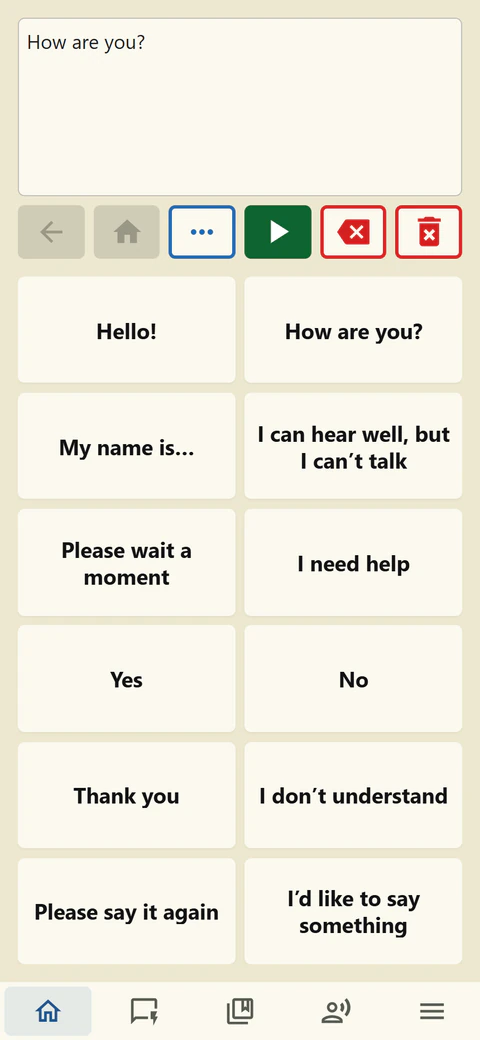 How are you?
Hello!
How are you?
My name is...
I can hear well, but
I can’t talk
Please wait a
moment
I need help
Yes
No
Thank you
I don’t understand
Please say it again
I’d like to say
something